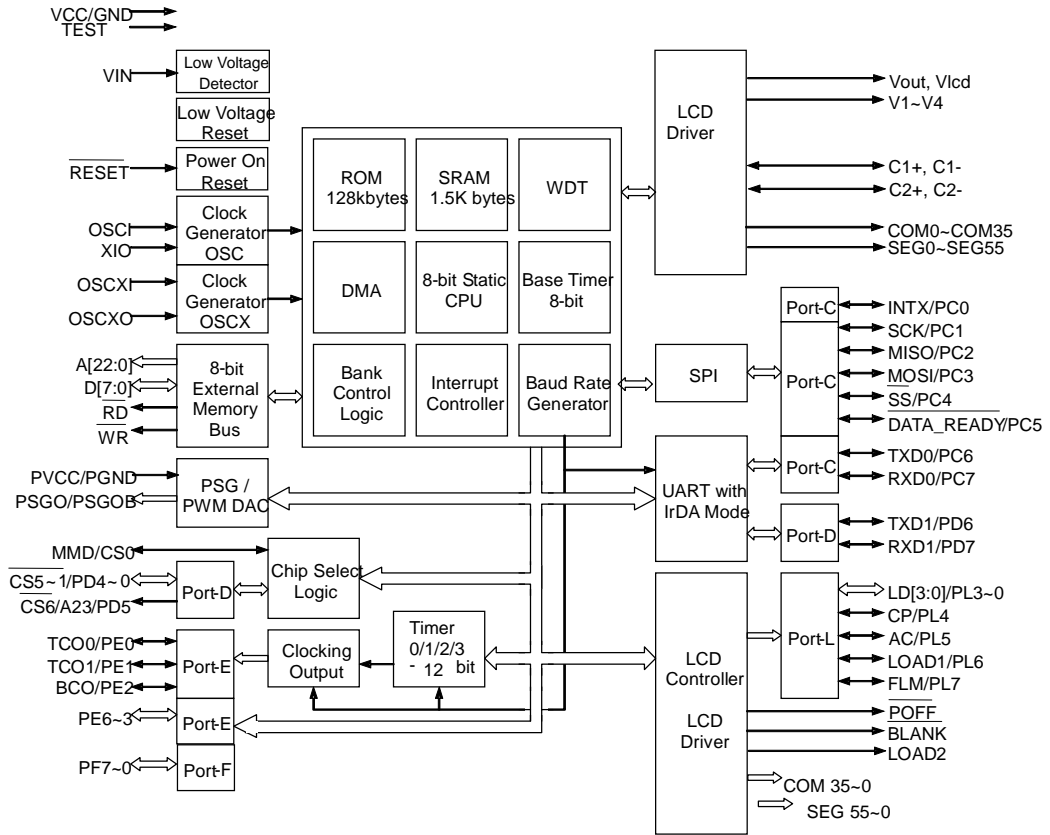 VCC/GND
TEST
VIN
Low Voltage
Detector
Low Voltage
Reset
RESET
Power On
Reset
OSCI
XIO
Clock
Generator
OSC
OSCXI
OSCXO
Clock
Generator
OSCX
A[22:0]
D[7:0]
RD
WR
8-bit
External
Memory
Bus
PVCC/PGND
PSGO/PSGOB
PSG /
PWM DAC
MMD/CS0
CS5~1/PD4~0
CS6/A23/PD5
Port-D
Chip Select
Logic
TCO0/PE0
TCO1/PE1
BCO/PE2
Port-E
Clocking
Output
Timer
0/1/2/3
- 12 bit
PE6~3
Port-E
PF7~0
Port-F
ROM
128kbytes
SRAM
1.5K bytes
WDT
DMA
8-bit Static
CPU
Base Timer
8-bit
Bank
Control
Logic
Interrupt
Controller
Baud Rate
Generator
LCD
Driver
Vout, Vlcd
V1~V4
C1+, C1-
C2+, C2-
COM0~COM35
SEG0~SEG55
SPI
Port-C
INTX/PC0
Port-C
SCK/PC1
MISO/PC2
MOSI/PC3
SS/PC4
DATA_READY/PC5
UART with
IrDA Mode
Port-C
TXD0/PC6
RXD0/PC7
Port-D
TXD1/PD6
RXD1/PD7
LCD
Controller
LCD
Driver
Port-L
LD[3:0]/PL3~0
CP/PL4
AC/PL5
LOAD1/PL6
FLM/PL7
POFF
BLANK
LOAD2
COM 35~0
SEG 55~0